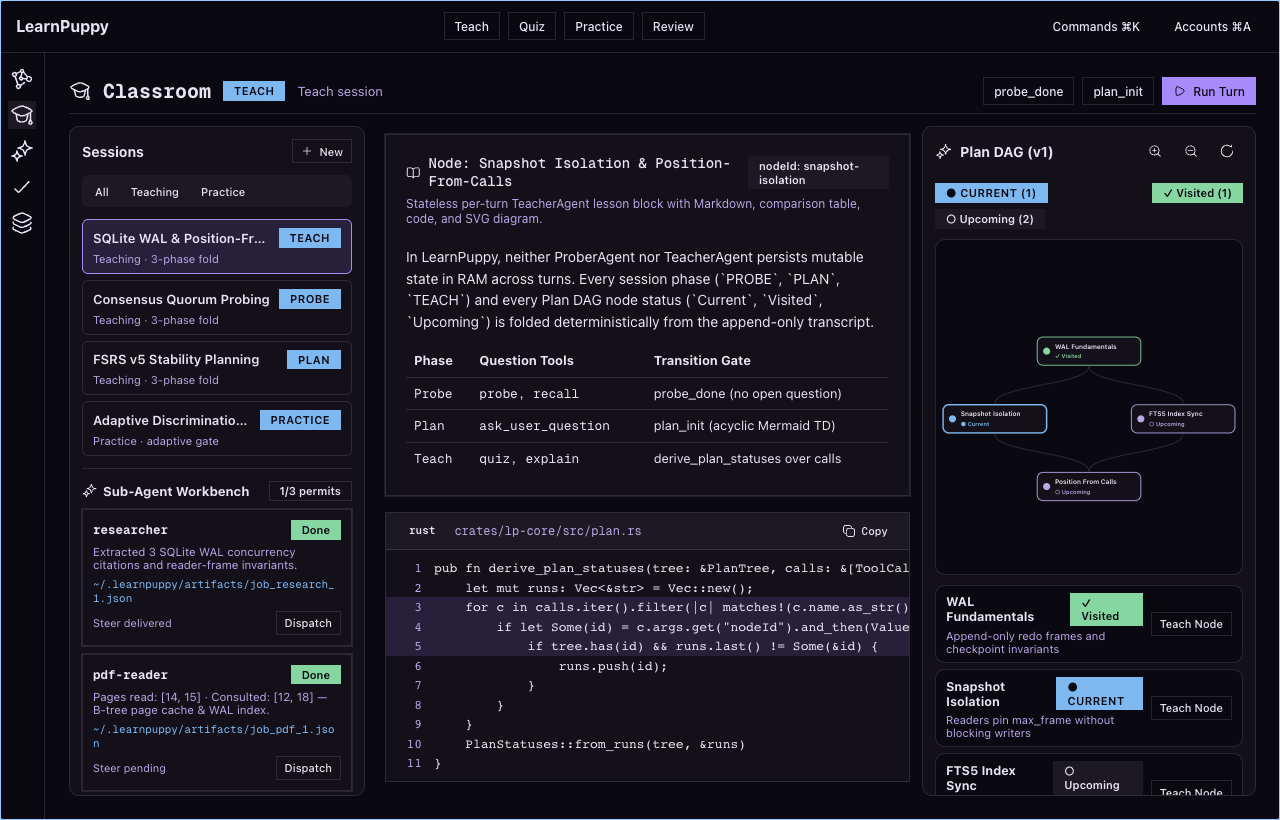 LearnPuppy
Teach
Quiz
Practice
Review
Commands ⌘K
Accounts ⌘A
Classroom
TEACH
Teach session
probe_done
plan_init
Run Turn
Sessions
+ New
All
Teaching
Practice
SQLite WAL & Position-Fr...
TEACH
Teaching · 3-phase fold
Consensus Quorum Probing
PROBE
Teaching · 3-phase fold
FSRS v5 Stability Planning
PLAN
Teaching · 3-phase fold
Adaptive Discriminatio...
PRACTICE
Practice · adaptive gate
Sub-Agent Workbench
1/3 permits
researcher
Done
Extracted 3 SQLite WAL concurrency
citations and reader-frame invariants.
~/.learnpuppy/artifacts/job_research_
1.json
Steer delivered
Dispatch
pdf-reader
Done
Pages read: [14, 15] · Consulted: [12, 18] —
B-tree page cache & WAL index.
~/.learnpuppy/artifacts/job_pdf_1.jso
n
Steer pending
Dispatch
Node: Snapshot Isolation & Position-
From-Calls
nodeId: snapshot-
isolation
Stateless per-turn TeacherAgent lesson block with Markdown, comparison table,
code, and SVG diagram.
In LearnPuppy, neither ProberAgent nor TeacherAgent persists mutable
state in RAM across turns. Every session phase (`PROBE`, `PLAN`,
`TEACH`) and every Plan DAG node status (`Current`, `Visited`,
`Upcoming`) is folded deterministically from the append-only transcript.
Phase Question Tools Transition Gate
Probe probe, recall probe_done (no open question)
Plan ask_user_question plan_init (acyclic Mermaid TD)
Teach quiz, explain derive_plan_statuses over calls
rust crates/lp-core/src/plan.rs
Copy
1 pub fn derive_plan_statuses(tree: &PlanTree, calls: &[ToolCal
2 let mut runs: Vec<&str> = Vec::new();
3 for c in calls.iter().filter(|c| matches!(c.name.as_str()
4 if let Some(id) = c.args.get("nodeId").and_then(Value
5 if tree.has(id) && runs.last() != Some(&id) {
6 runs.push(id);
7 }
8 }
9 }
10 PlanStatuses::from_runs(tree, &runs)
11 }
Plan DAG (v1)
CURRENT (1)
✓ Visited (1)
Upcoming (2)
WAL Fundamentals
✓ Visited
Snapshot Isolation
Current
FTS5 Index Sync
Upcoming
Position From Calls
Upcoming
WAL
Fundamentals
✓
Visited
Teach Node
Append-only redo frames and
checkpoint invariants
Snapshot
Isolation
CURRENT
Teach Node
Readers pin max_frame without
blocking writers
FTS5 Index
Sync
Upcoming
Teach Node